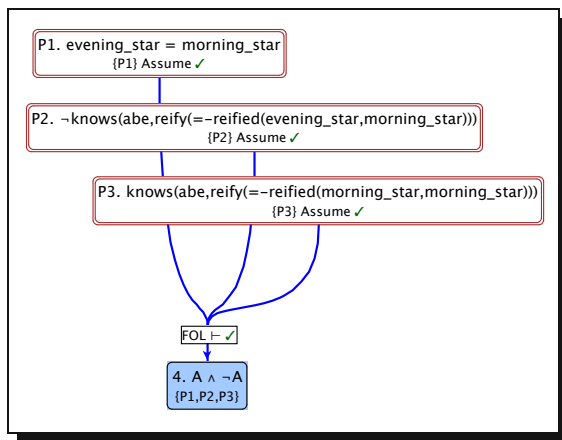 P1. evening_star = morning_star
{P1} Assume ✓
P2. ¬knows(abe,reify(=-reified(evening_star,morning_star)))
{P2} Assume ✓
P3. knows(abe,reify(=-reified(morning_star,morning_star)))
{P3} Assume ✓
FOL ⊢ ✓
4. A ∧ ¬A
{P1,P2,P3}